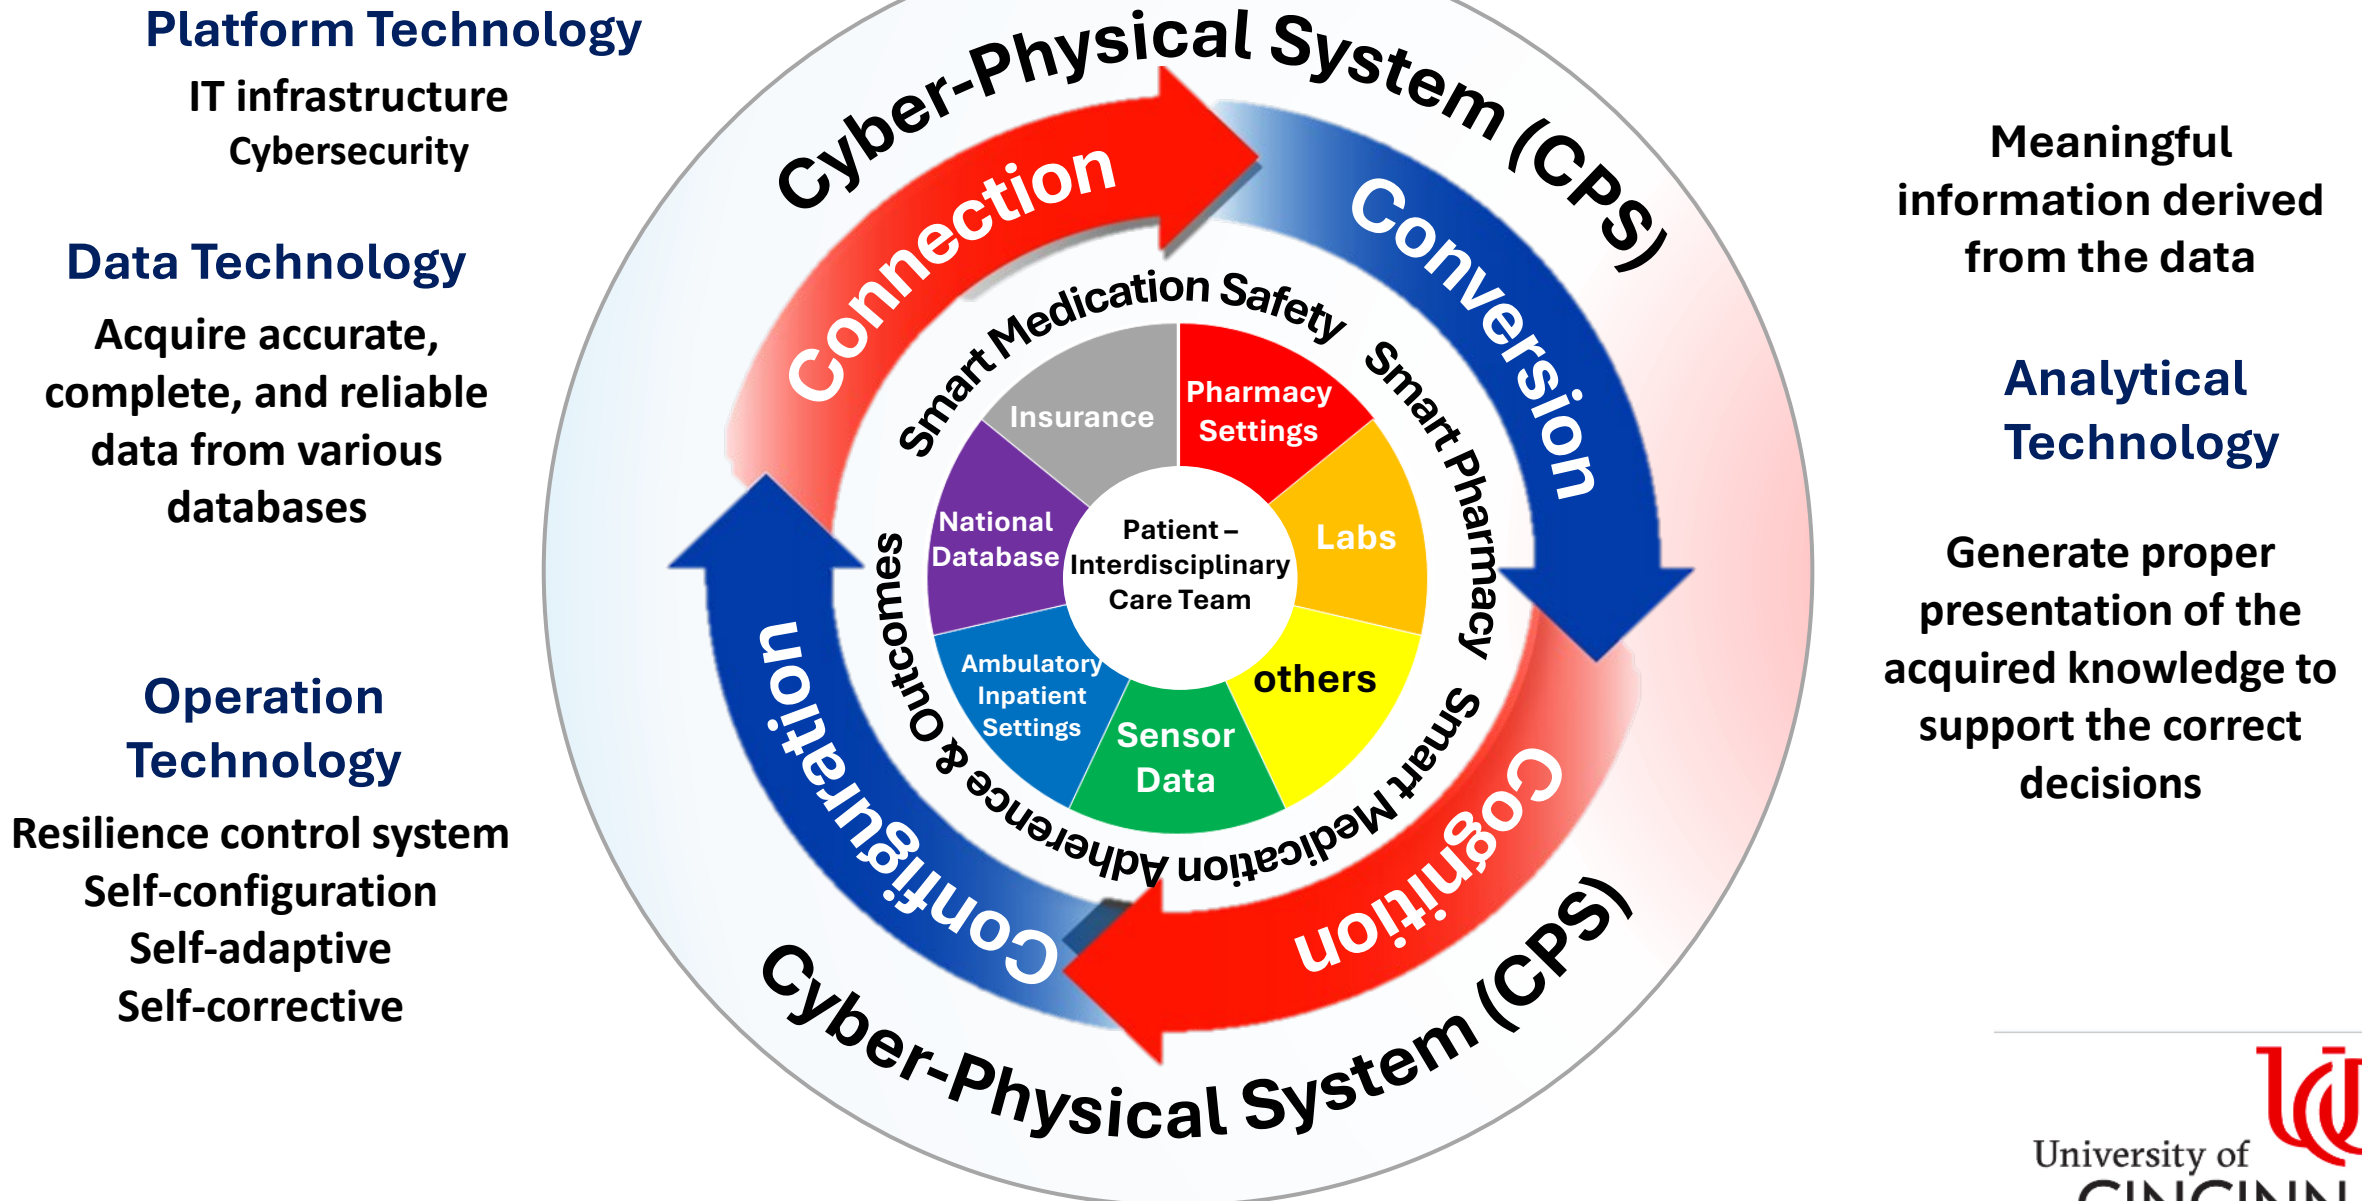 Platform Technology
IT infrastructure
Cybersecurity
Data Technology
Acquire accurate,
complete, and reliable
data from various
databases
Operation
Technology
Resilience control system
Self-configuration
Self-adaptive
Self-corrective
Cyber-Physical System (CPS)
Connection
Conversion
Cognition
Configuration
Smart Medication Safety
Smart Pharmacy
Smart Medication Adherence & Outcomes
Insurance
Pharmacy
Settings
Labs
others
Sensor
Data
Ambulatory
Inpatient
Settings
National
Database
Patient –
Interdisciplinary
Care Team
Cyber-Physical System (CPS)
Meaningful
information derived
from the data
Analytical
Technology
Generate proper
presentation of the
acquired knowledge to
support the correct
decisions
University of